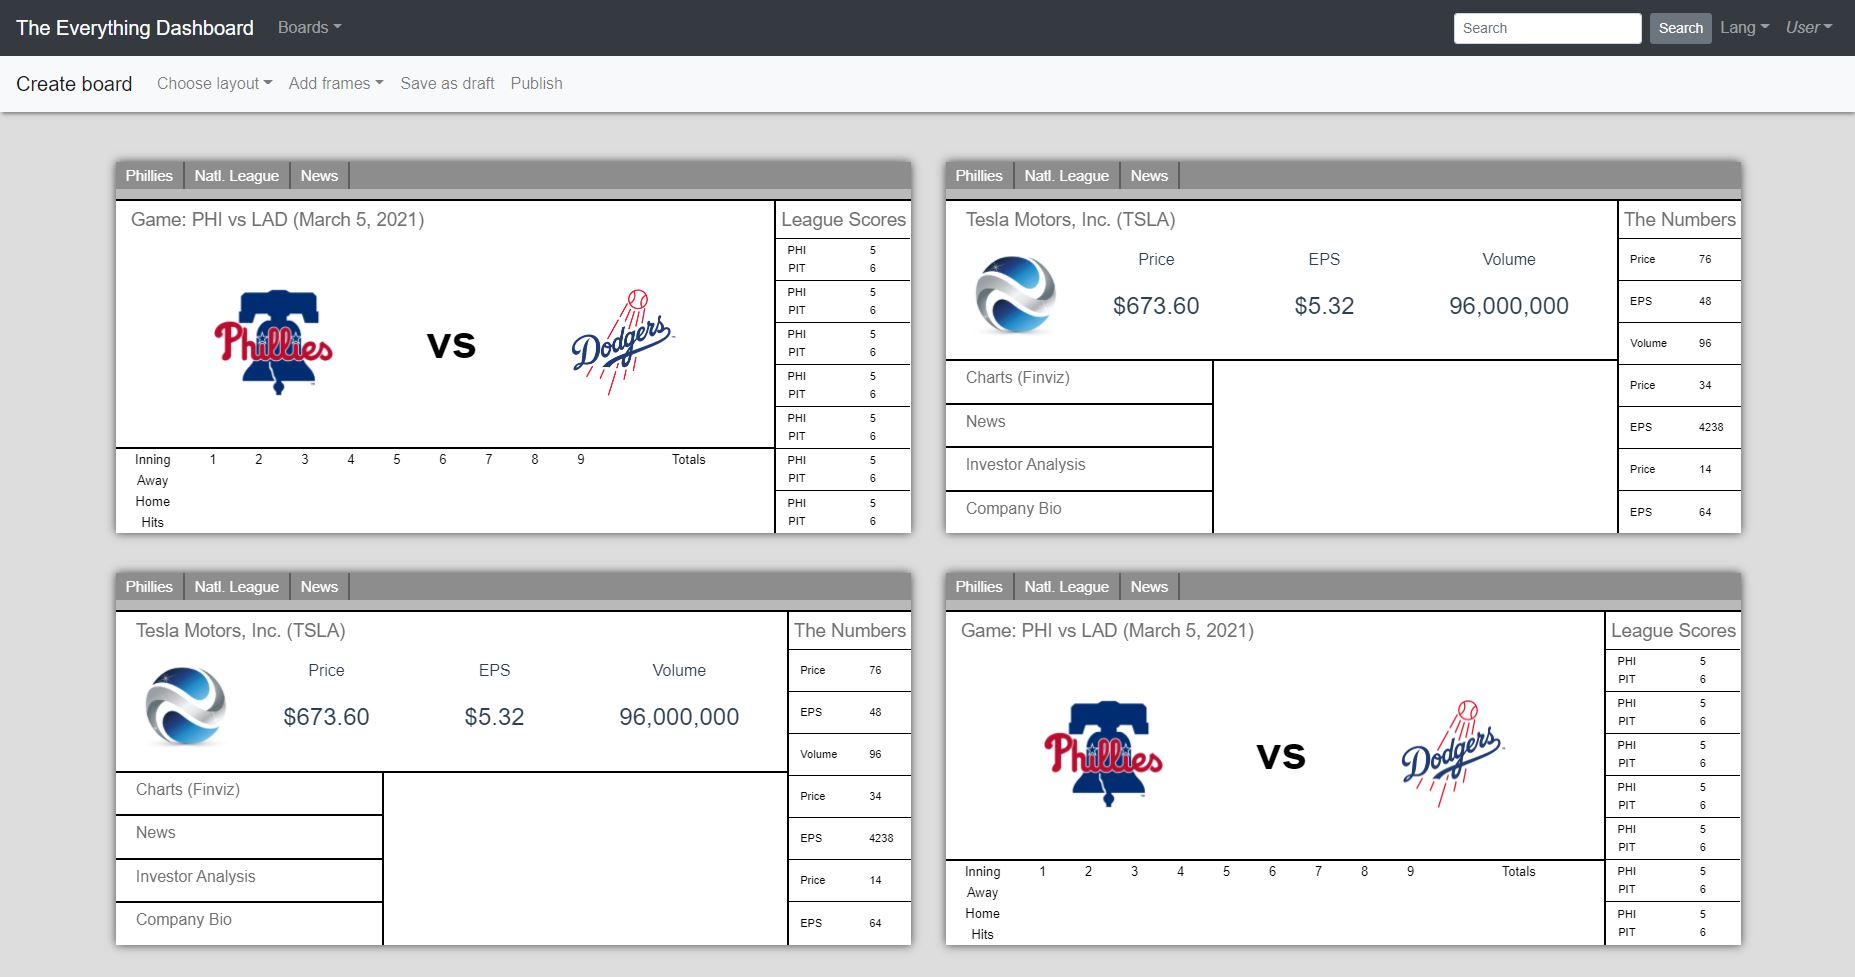 The Everything Dashboard Boards Search Search Lang User
Create board Choose layout Add frames Save as draft Publish
Phillies Natl. League News
Game: PHI vs LAD (March 5, 2021)
Phillies vs Dodgers
Inning 1 2 3 4 5 6 7 8 9 Totals
Away
Home
Hits
League Scores
PHI 5
PIT 6
PHI 5
PIT 6
PHI 5
PIT 6
PHI 5
PIT 6
PHI 5
PIT 6
PHI 5
PIT 6
PHI 5
PIT 6
Phillies Natl. League News
Tesla Motors, Inc. (TSLA)
Price EPS Volume
$673.60 $5.32 96,000,000
Charts (Finviz)
News
Investor Analysis
Company Bio
The Numbers
Price 76
EPS 48
Volume 96
Price 34
EPS 4238
Price 14
EPS 64
Phillies Natl. League News
Tesla Motors, Inc. (TSLA)
Price EPS Volume
$673.60 $5.32 96,000,000
Charts (Finviz)
News
Investor Analysis
Company Bio
The Numbers
Price 76
EPS 48
Volume 96
Price 34
EPS 4238
Price 14
EPS 64
Phillies Natl. League News
Game: PHI vs LAD (March 5, 2021)
Phillies vs Dodgers
Inning 1 2 3 4 5 6 7 8 9 Totals
Away
Home
Hits
League Scores
PHI 5
PIT 6
PHI 5
PIT 6
PHI 5
PIT 6
PHI 5
PIT 6
PHI 5
PIT 6
PHI 5
PIT 6
PHI 5
PIT 6